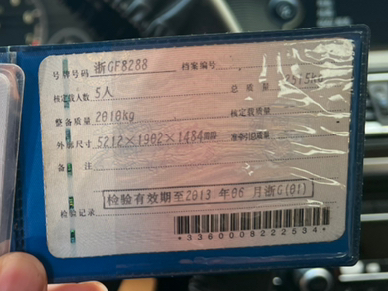 号牌号码 浙GF8288 档案编号
核定载人数 5人 总质量
整备质量 2010kg 核定载质量
外廓尺寸 5212×1902×1484 准牵引总质量
备注
检验有效期至2013年06月浙G(01)
检验记录
*3360008222534*